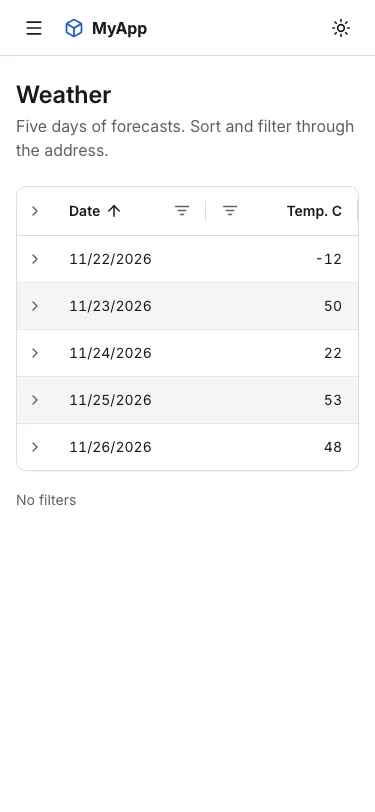 MyApp
Weather
Five days of forecasts. Sort and filter through
the address.
Date Temp. C
11/22/2026 -12
11/23/2026 50
11/24/2026 22
11/25/2026 53
11/26/2026 48
No filters